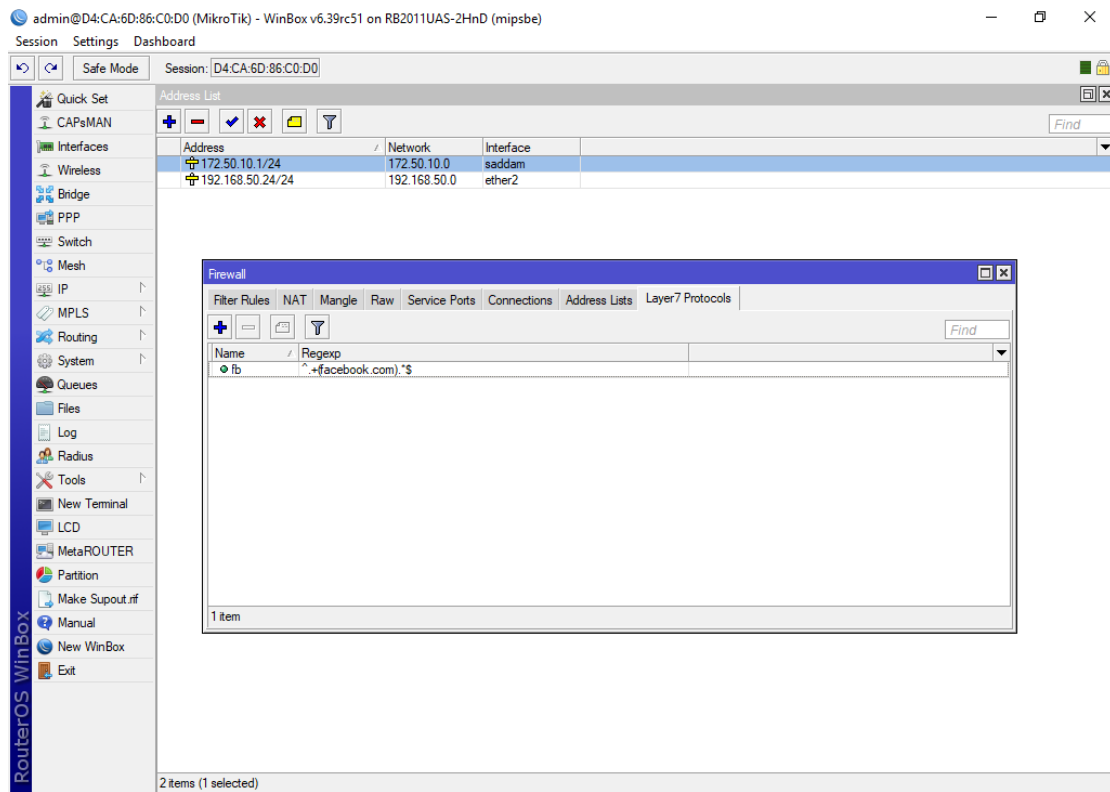 admin@D4:CA:6D:86:C0:D0 (MikroTik) - WinBox v6.39rc51 on RB2011UAS-2HnD (mipsbe)
Session Settings Dashboard
Safe Mode Session: D4:CA:6D:86:C0:D0
Quick Set
CAPsMAN
Interfaces
Wireless
Bridge
PPP
Switch
Mesh
IP
MPLS
Routing
System
Queues
Files
Log
Radius
Tools
New Terminal
LCD
MetaROUTER
Partition
Make Supout.rif
Manual
New WinBox
Exit
RouterOS WinBox
Address List
Find
Address Network Interface
172.50.10.1/24 172.50.10.0 saddam
192.168.50.24/24 192.168.50.0 ether2
Firewall
Filter Rules NAT Mangle Raw Service Ports Connections Address Lists Layer7 Protocols
Find
Name Regexp
fb ^.+(facebook.com).*$
1 item
2 items (1 selected)